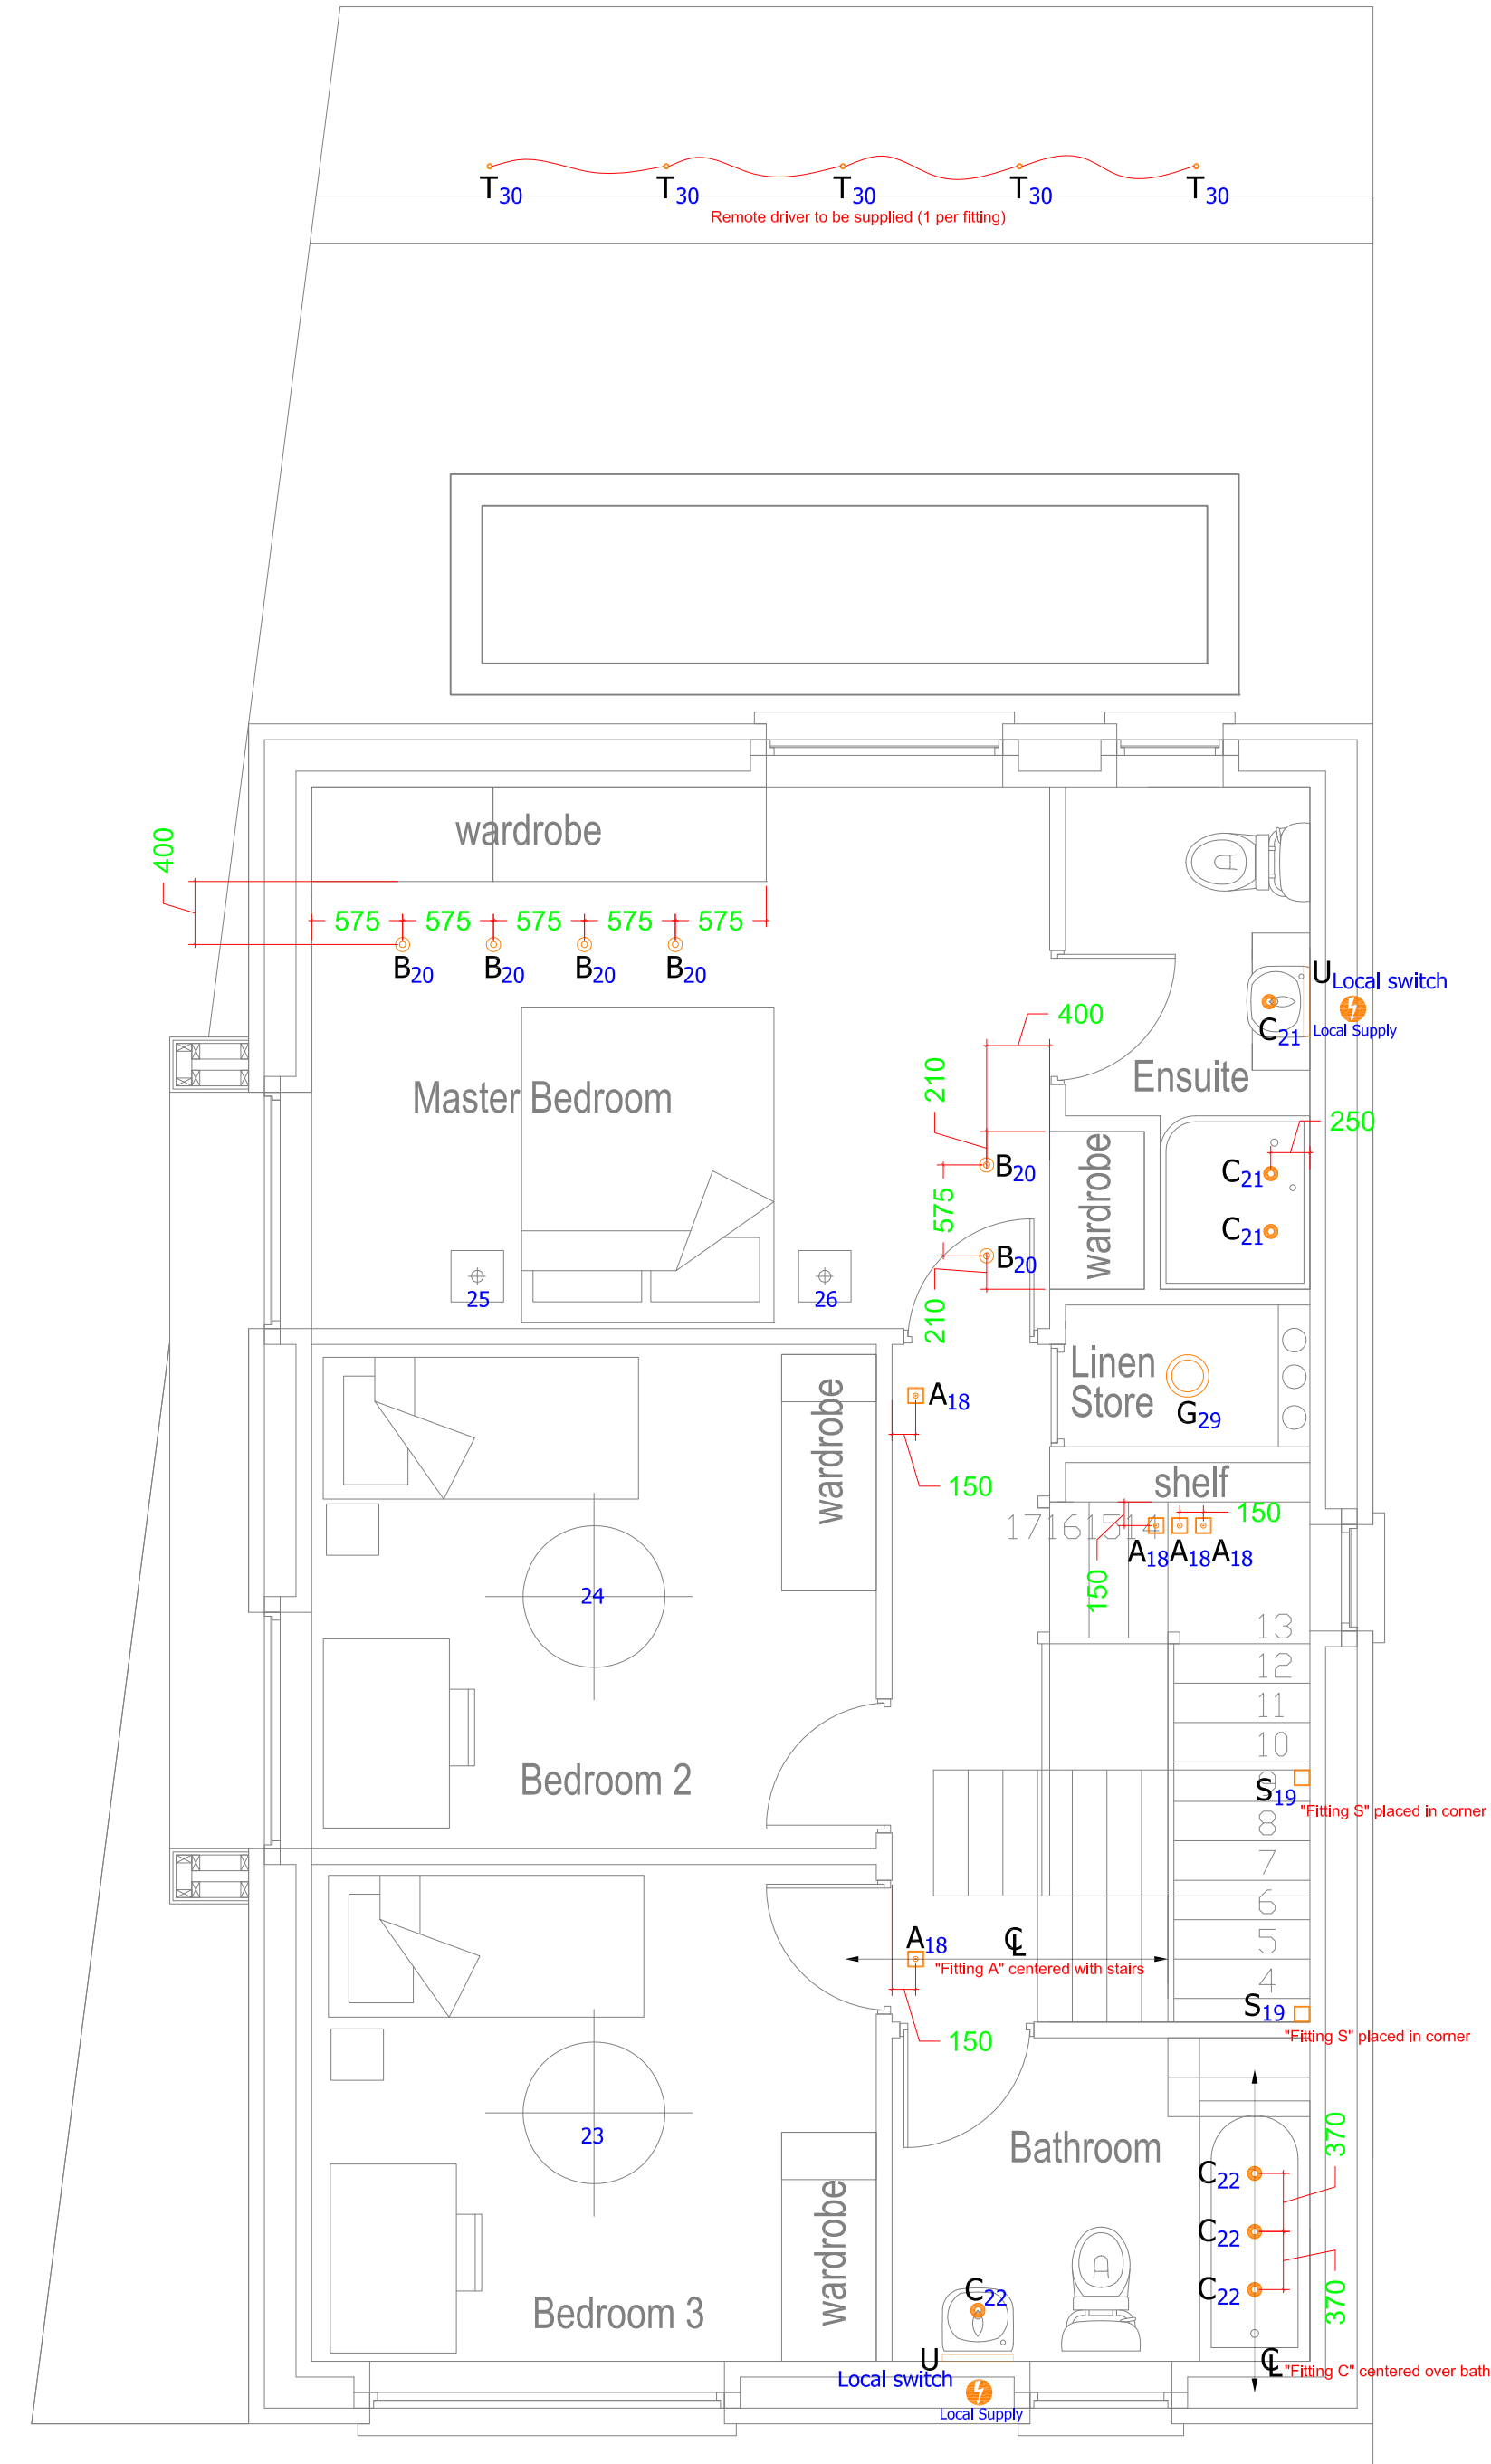 T30 T30 T30 T30 T30
Remote driver to be supplied (1 per fitting)
wardrobe
400
575 575 575 575 575
B20 B20 B20 B20
U Local switch
C21
Local Supply
400
210
Master Bedroom
Ensuite
250
B20
wardrobe
C21
575
C21
B20
25
26
210
Linen
Store
G29
A18
wardrobe
150
shelf
17 16 15 14
150
A18 A18 A18
150
24
13
12
11
10
Bedroom 2
9
S19
"Fitting S" placed in corner
8
7
6
5
A18
℄
"Fitting A" centered with stairs
4
S19
"Fitting S" placed in corner
150
23
Bathroom
370
C22
wardrobe
C22
C22
C22
370
Bedroom 3
U
Local switch
Local Supply
℄
"Fitting C" centered over bath